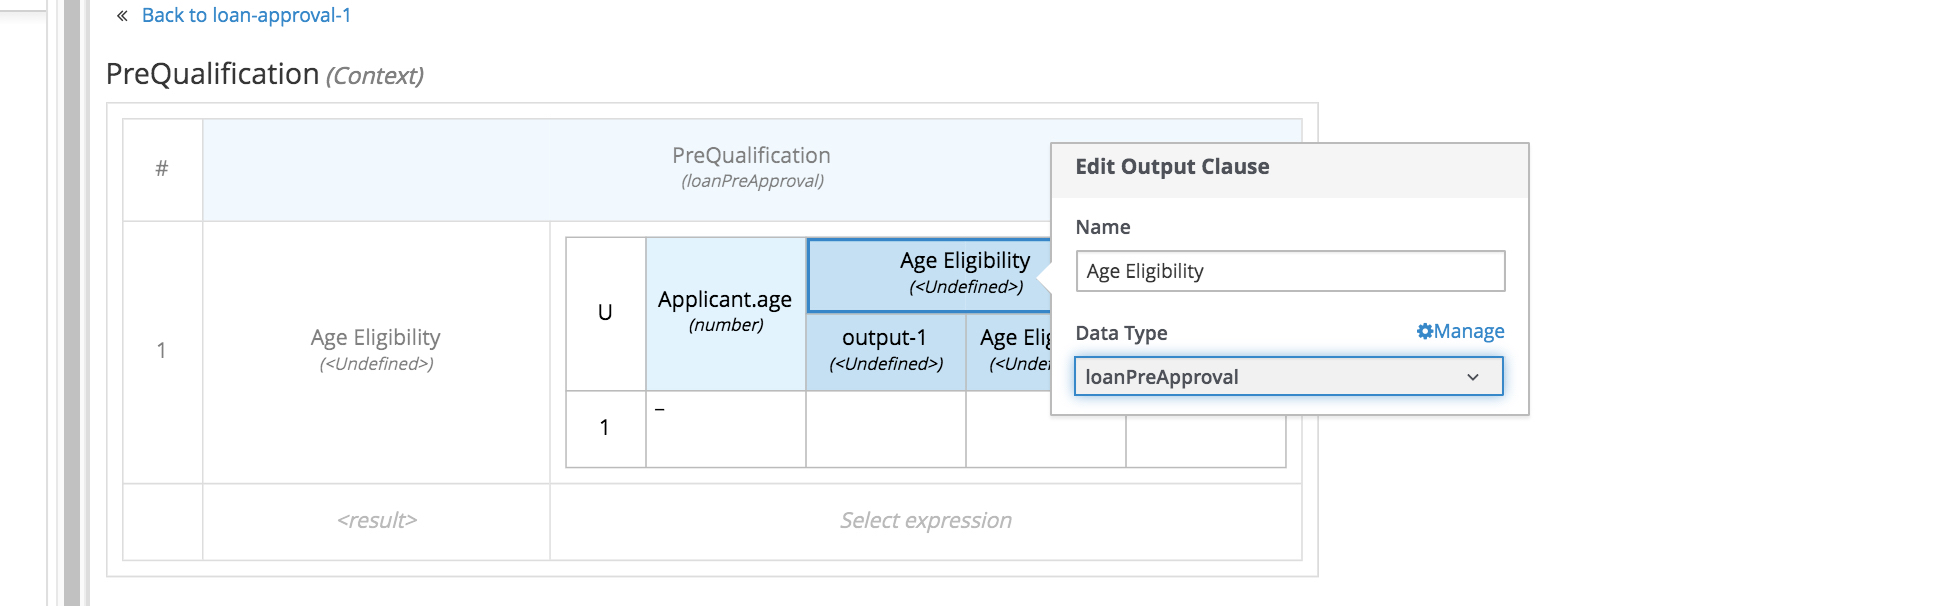 « Back to loan-approval-1
PreQualification (Context)
#
PreQualification
(loanPreApproval)
1
Age Eligibility
(<Undefined>)
U
Applicant.age
(number)
Age Eligibility
(<Undefined>)
output-1
(<Undefined>)
Age Elig
(<Unde
1
–
<result>
Select expression
Edit Output Clause
Name
Age Eligibility
Data Type
Manage
loanPreApproval